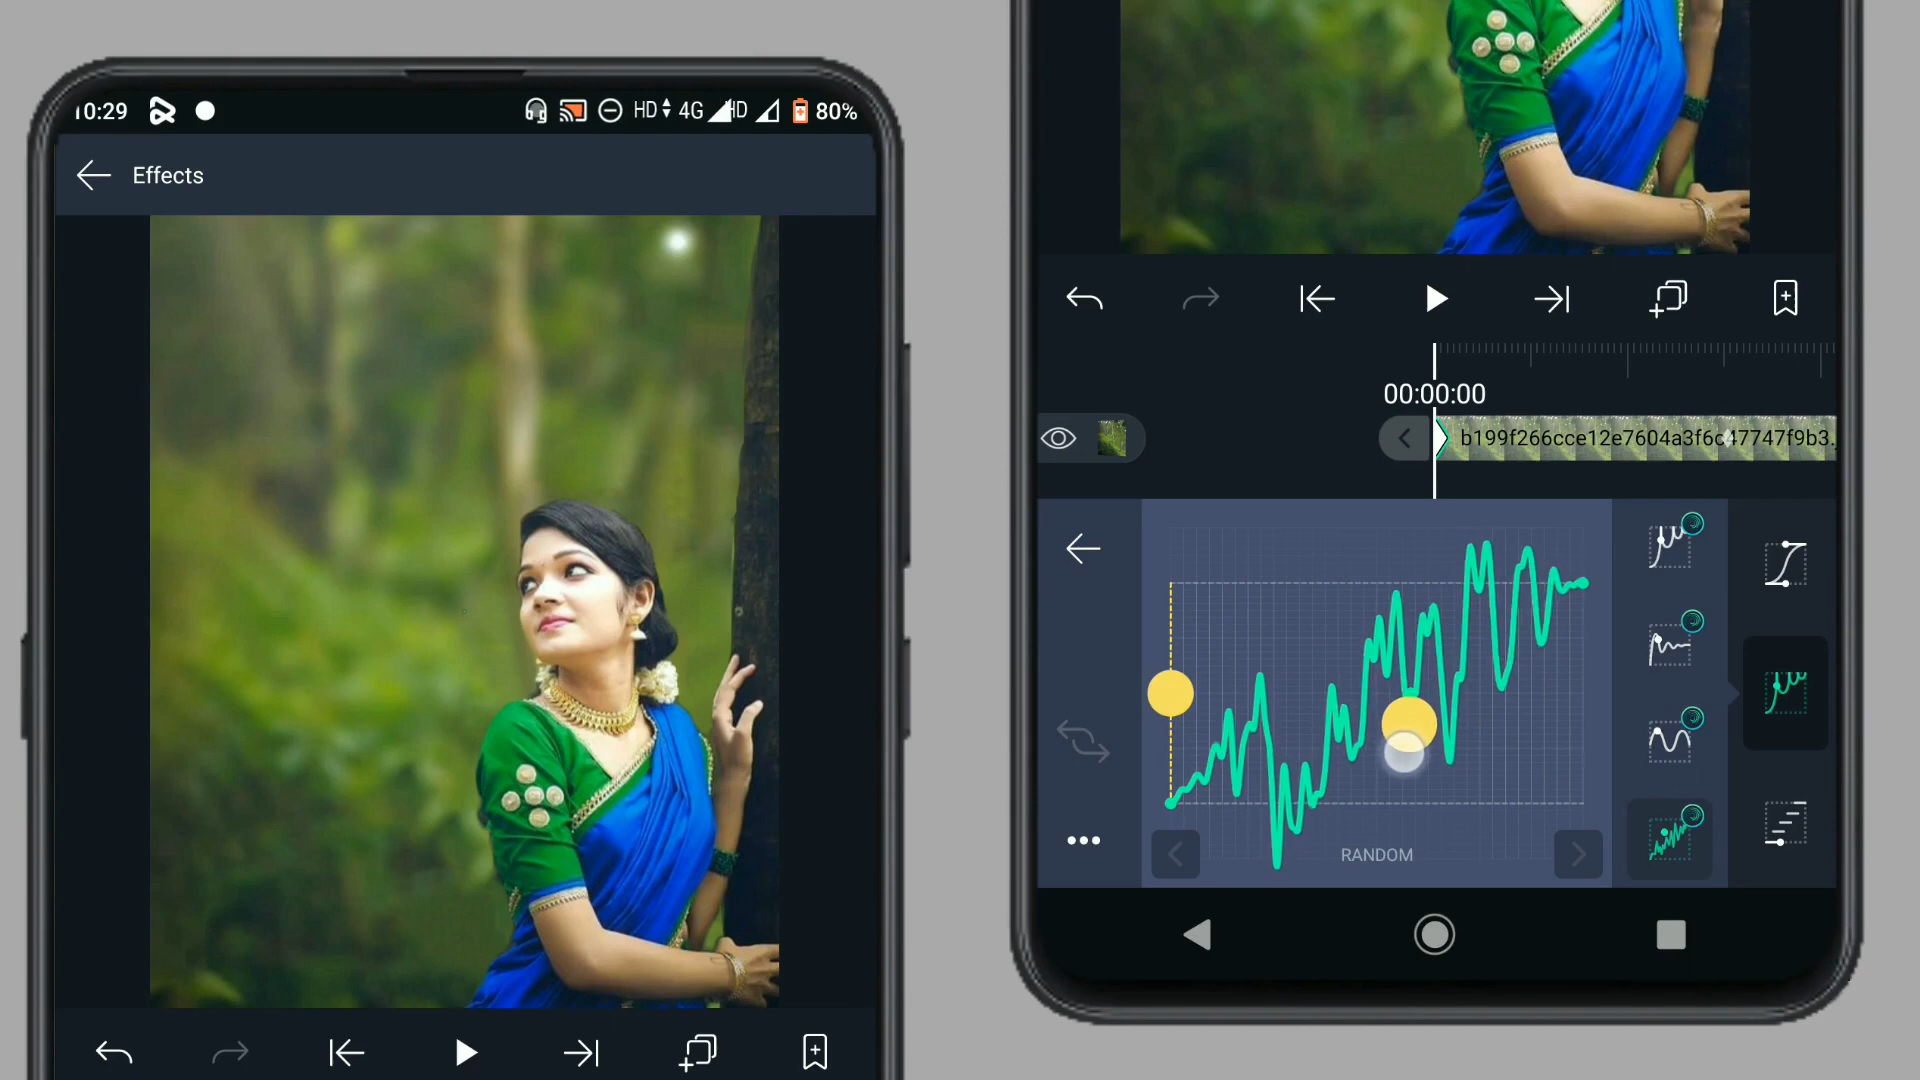 10:29
HD 4G HD 80%
Effects
00:00:00
b199f266cce12e7604a3f6c47747f9b3.
RANDOM